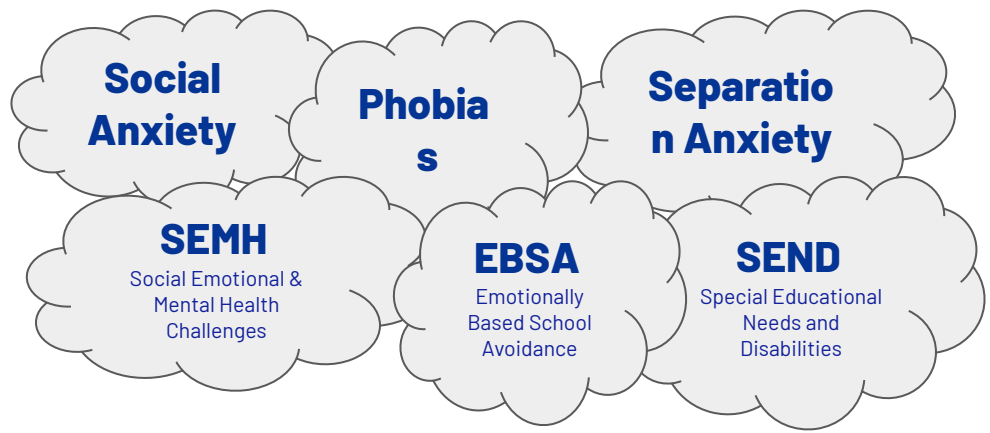 Social
Anxiety
Phobia
s
Separatio
n Anxiety
SEMH
Social Emotional &
Mental Health
Challenges
EBSA
Emotionally
Based School
Avoidance
SEND
Special Educational
Needs and
Disabilities